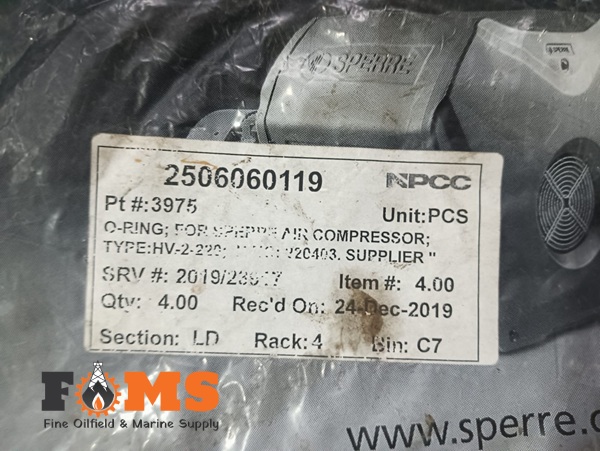 SPERRE
2506060119 NPCC
Pt #:3975 Unit:PCS
O-RING; FOR SPERRE AIR COMPRESSOR;
TYPE:HV-2-220; SUPPLIER "
SRV #: Item #: 4.00
Qty: 4.00 Rec'd On: 24-Dec-2019
Section: LD Rack: 4 Bin: C7
FOMS
Fine Oilfield & Marine Supply
www.sperre.c